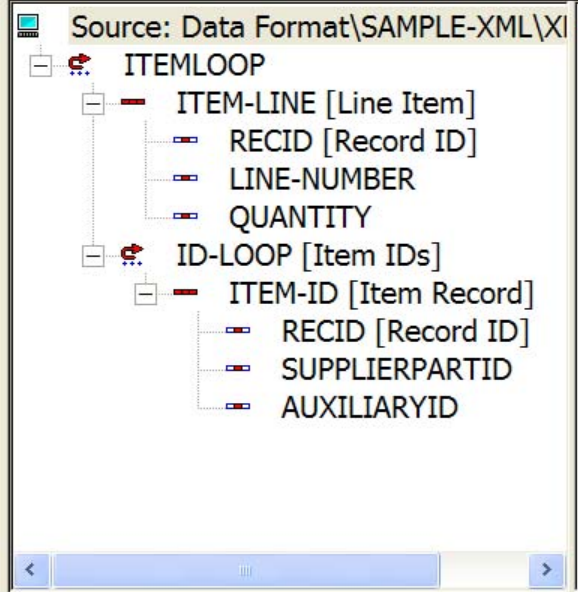 Source: Data Format\SAMPLE-XML\X
ITEMLOOP
ITEM-LINE [Line Item]
RECID [Record ID]
LINE-NUMBER
QUANTITY
ID-LOOP [Item IDs]
ITEM-ID [Item Record]
RECID [Record ID]
SUPPLIERPARTID
AUXILIARYID